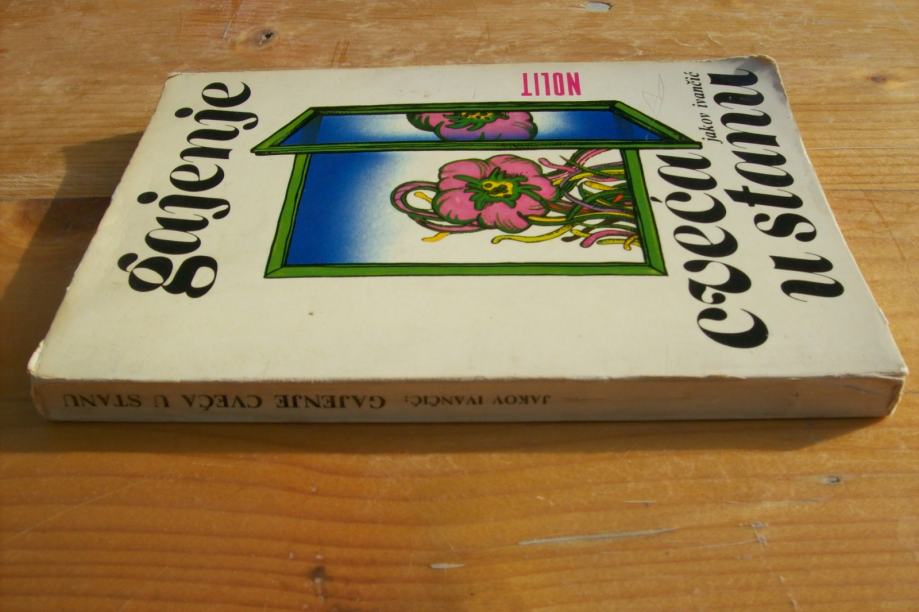 gajenje
cveća
jakov ivančić
u stanu
NOLIT
JAKOV IVANČIĆ: GAJENJE CVEĆA U STANU